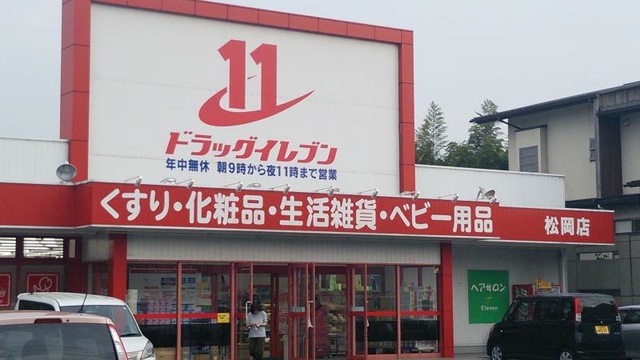 11
ドラッグイレブン
年中無休 朝9時から夜11時まで営業
くすり・化粧品・生活雑貨・ベビー用品
松岡店
ヘアサロン
Eleven